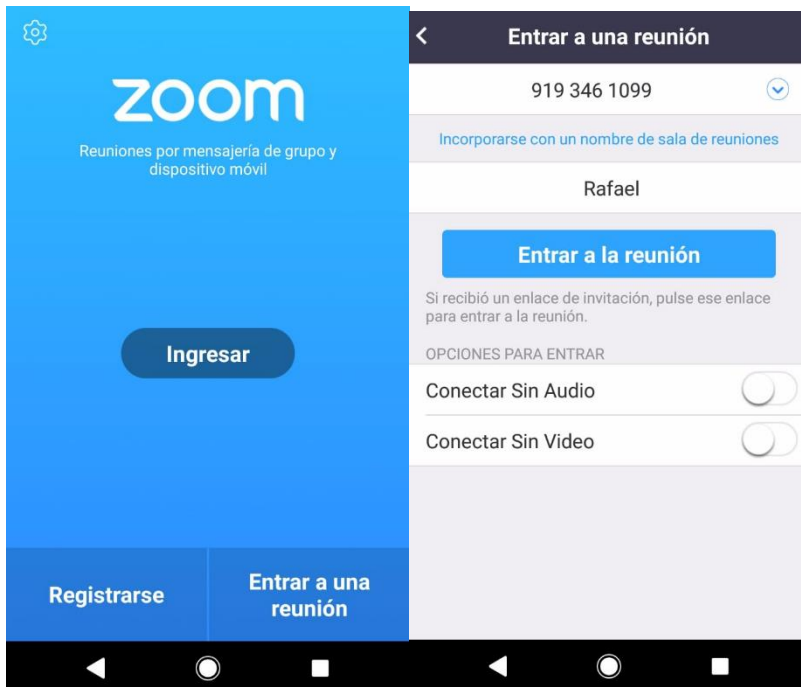 zoom
Reuniones por mensajería de grupo y
dispositivo móvil
Ingresar
Registrarse
Entrar a una
reunión
Entrar a una reunión
919 346 1099
Incorporarse con un nombre de sala de reuniones
Rafael
Entrar a la reunión
Si recibió un enlace de invitación, pulse ese enlace
para entrar a la reunión.
OPCIONES PARA ENTRAR
Conectar Sin Audio
Conectar Sin Video